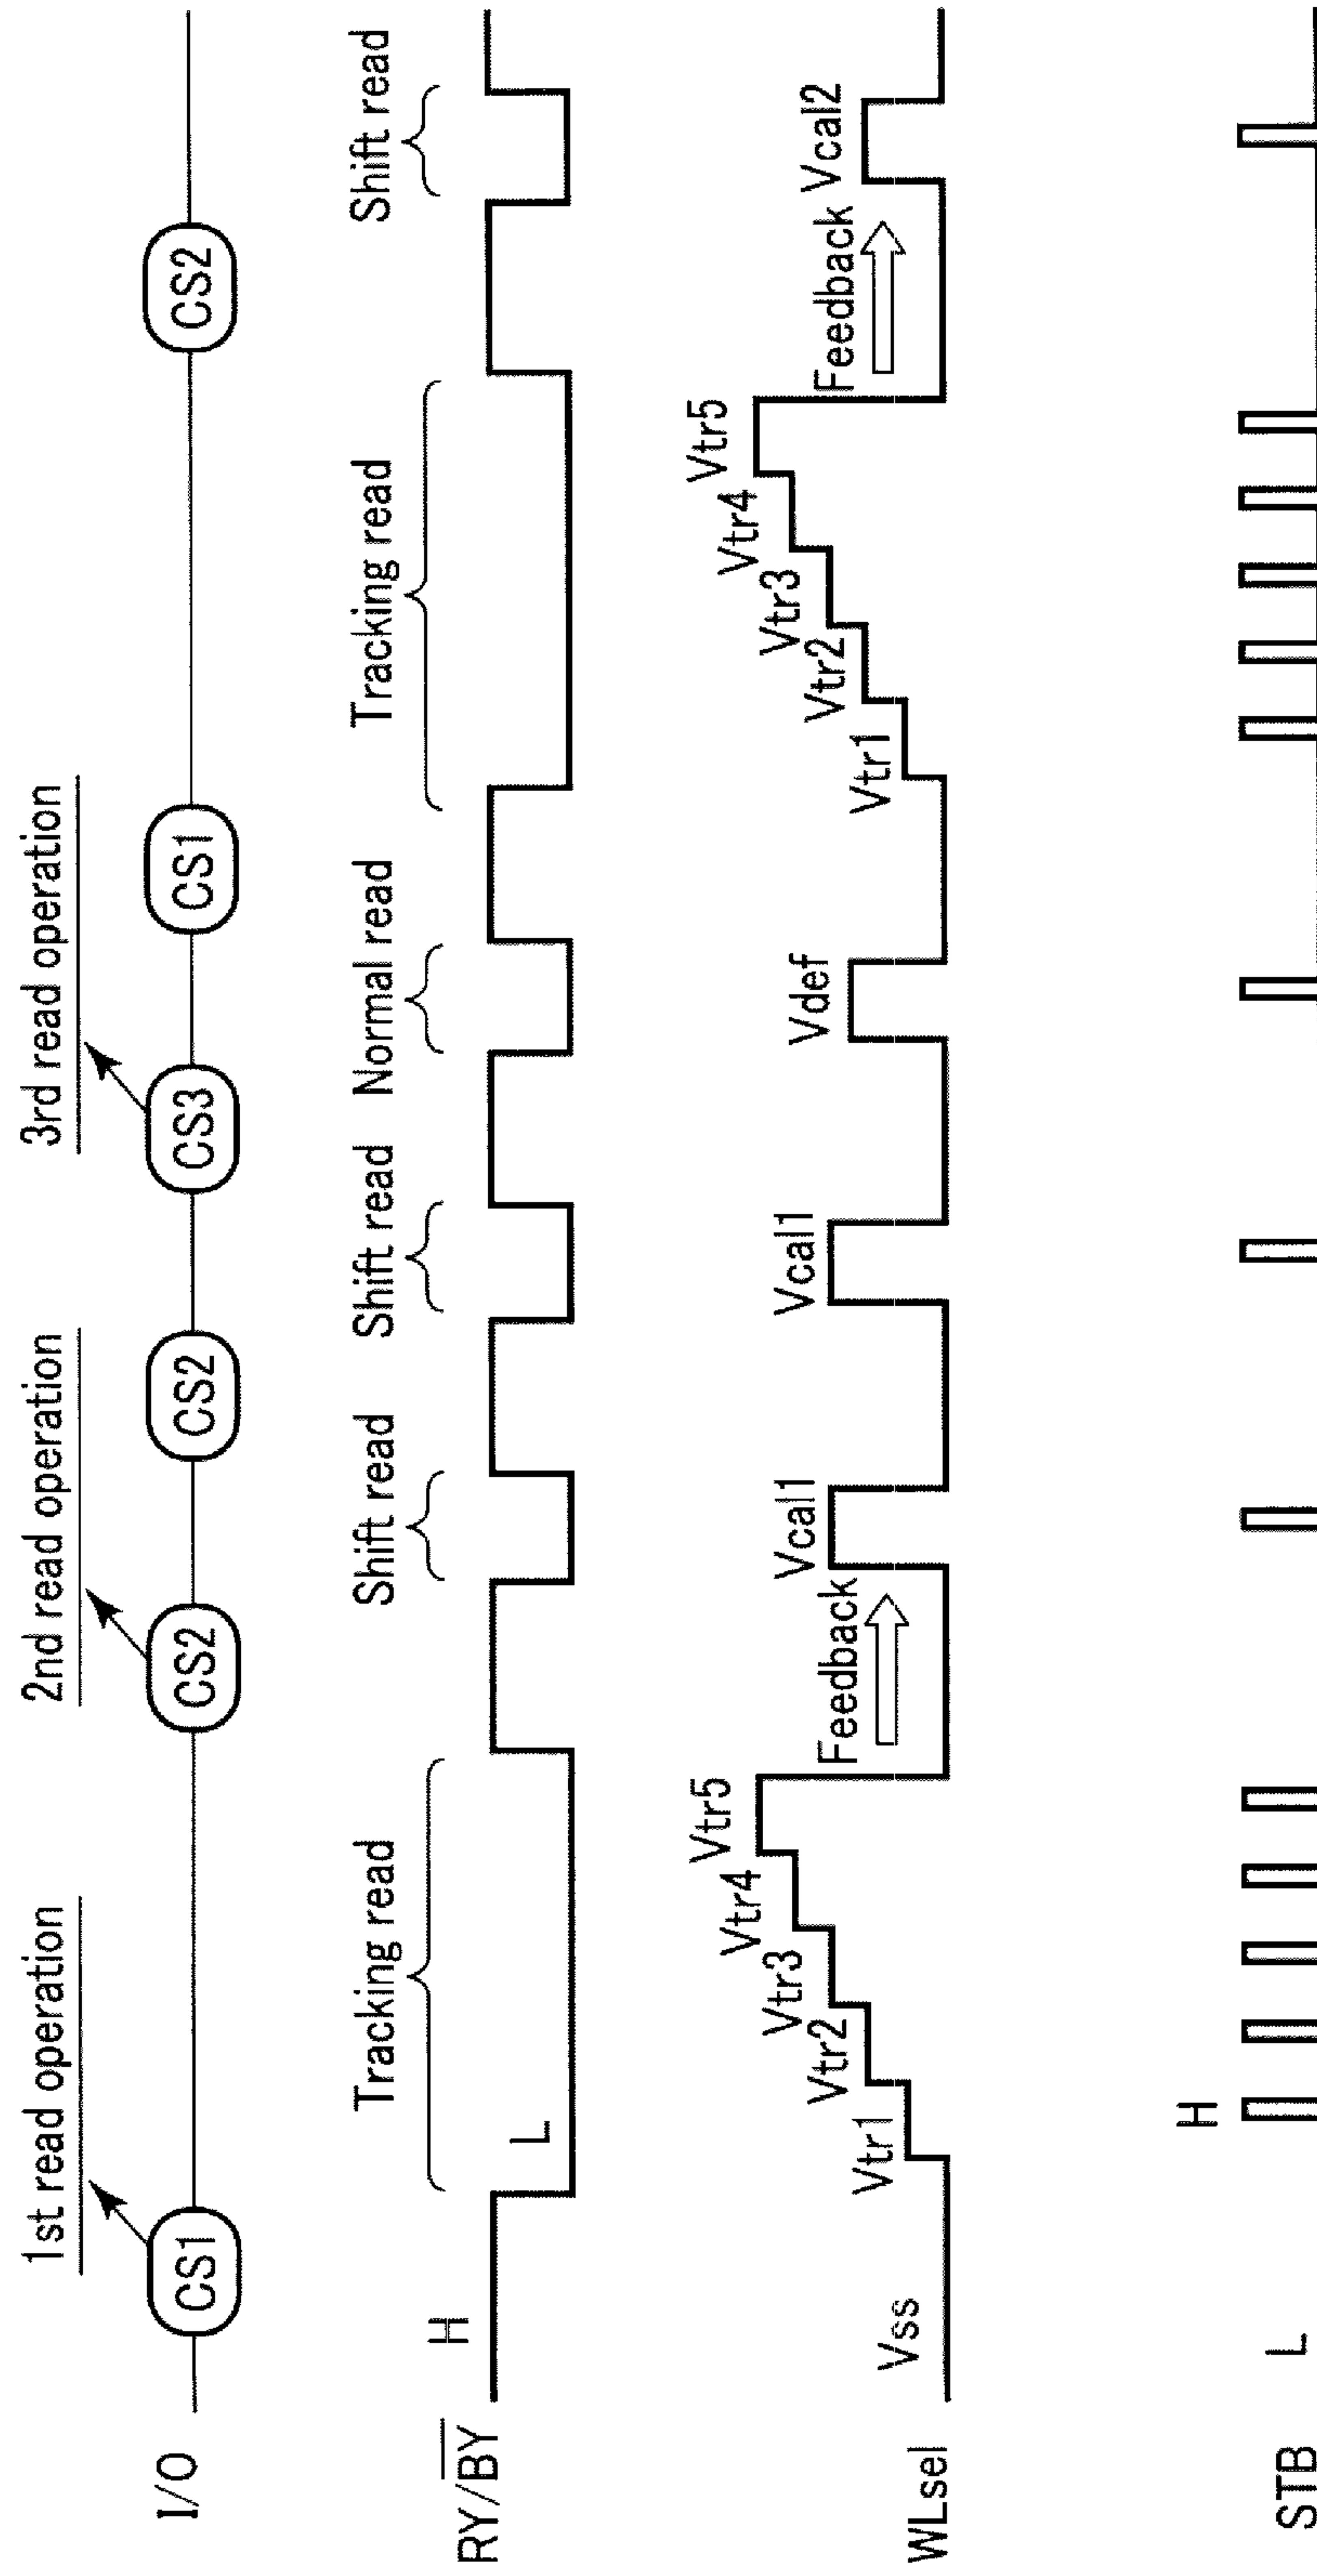 1st read operation
2nd read operation
3rd read operation
I/O CS1 CS2 CS2 CS3 CS1 CS2
Tracking read Shift read Shift read Normal read Tracking read Shift read
RY/BY H L
WLsel Vss Vtr1 Vtr2 Vtr3 Vtr4 Vtr5 Feedback Vcal1 Vcal1 Vdef Vtr1 Vtr2 Vtr3 Vtr4 Vtr5 Feedback Vcal2
STB L H